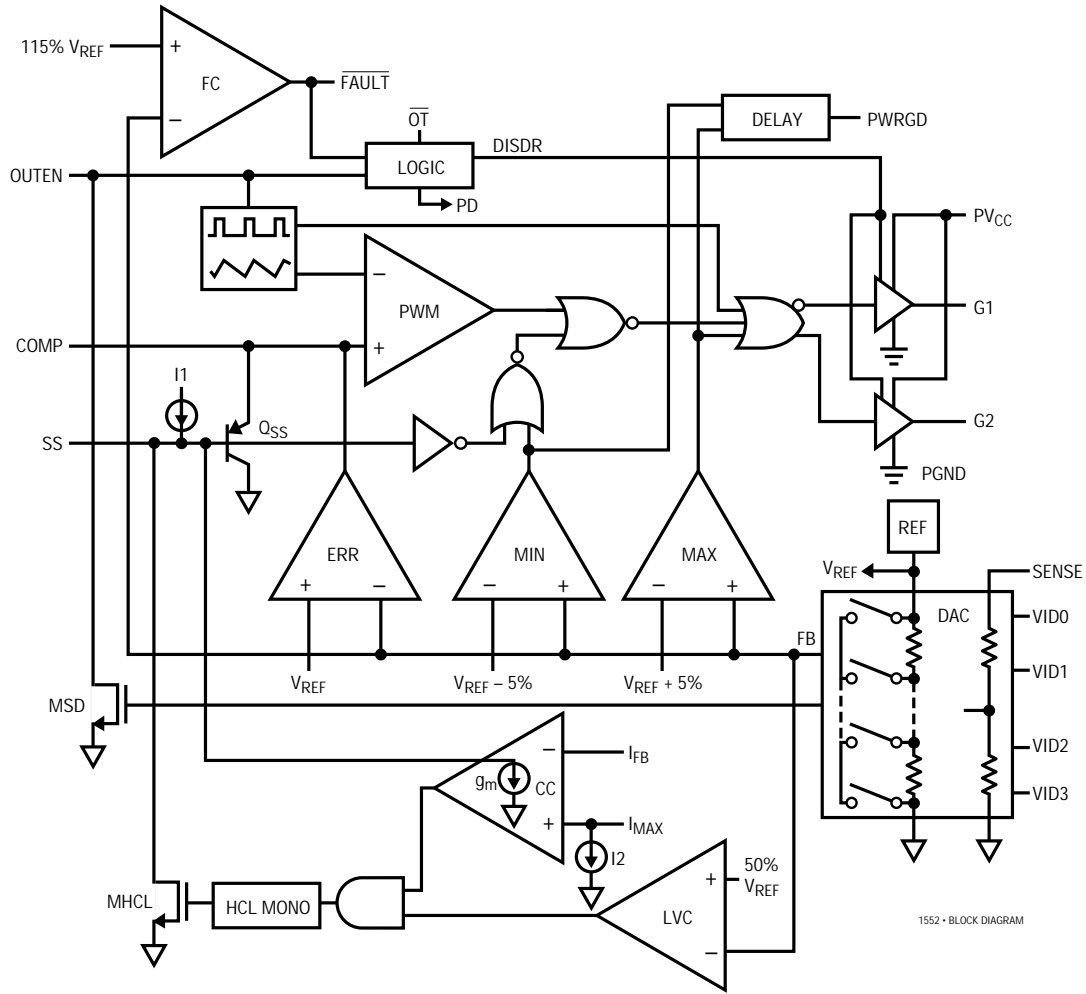 115% VREF
+
FC
−
FAULT
OT
LOGIC
DISDR
PD
DELAY
PWRGD
OUTEN
PVCC
−
PWM
+
G1
COMP
I1
QSS
SS
G2
PGND
ERR
+ −
MIN
− +
MAX
− +
REF
VREF
SENSE
DAC
VID0
VID1
VID2
VID3
FB
VREF
VREF – 5%
VREF + 5%
MSD
−
IFB
gm
CC
+
IMAX
I2
MHCL
HCL MONO
LVC
+
50%
VREF
−
1552 • BLOCK DIAGRAM